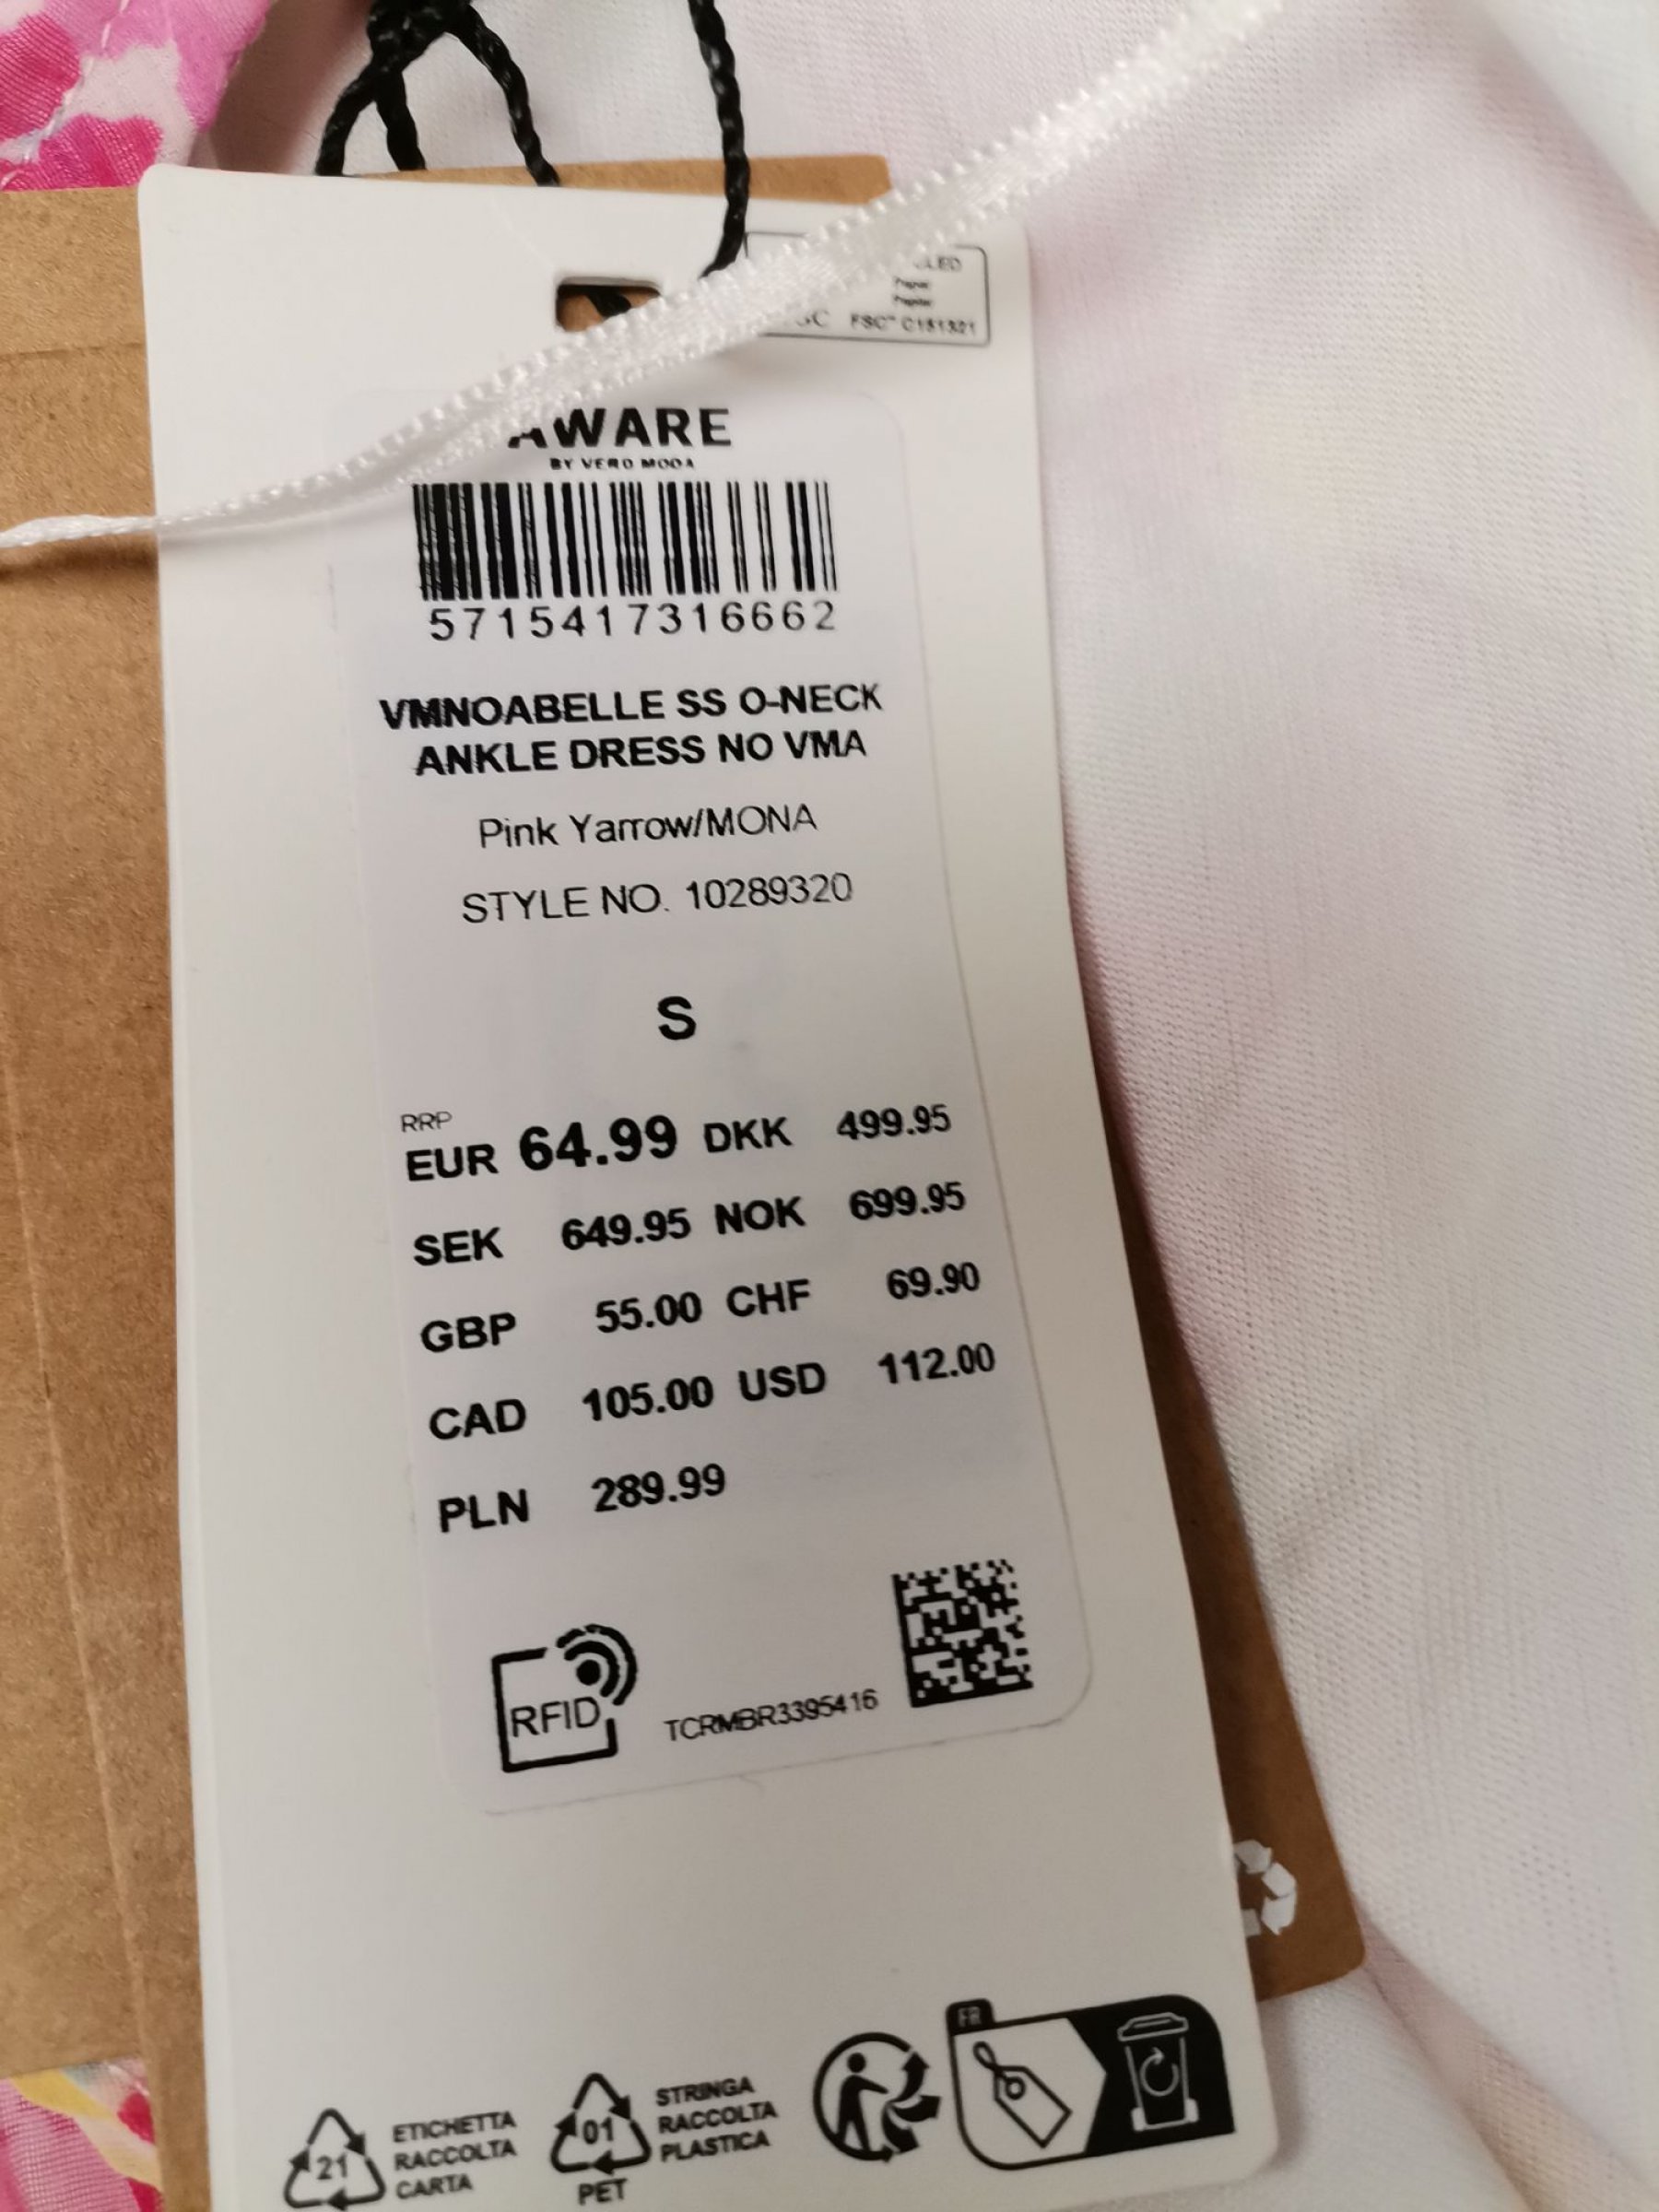 FSC™ C151321
AWARE
BY VERO MODA
5715417316662
VMNOABELLE SS O-NECK
ANKLE DRESS NO VMA
Pink Yarrow/MONA
STYLE NO. 10289320
S
RRP
EUR 64.99 DKK 499.95
SEK 649.95 NOK 699.95
GBP 55.00 CHF 69.90
CAD 105.00 USD 112.00
PLN 289.99
RFID
TCRMBR3395416
FR
21
ETICHETTA
RACCOLTA
CARTA
01
PET
STRINGA
RACCOLTA
PLASTICA